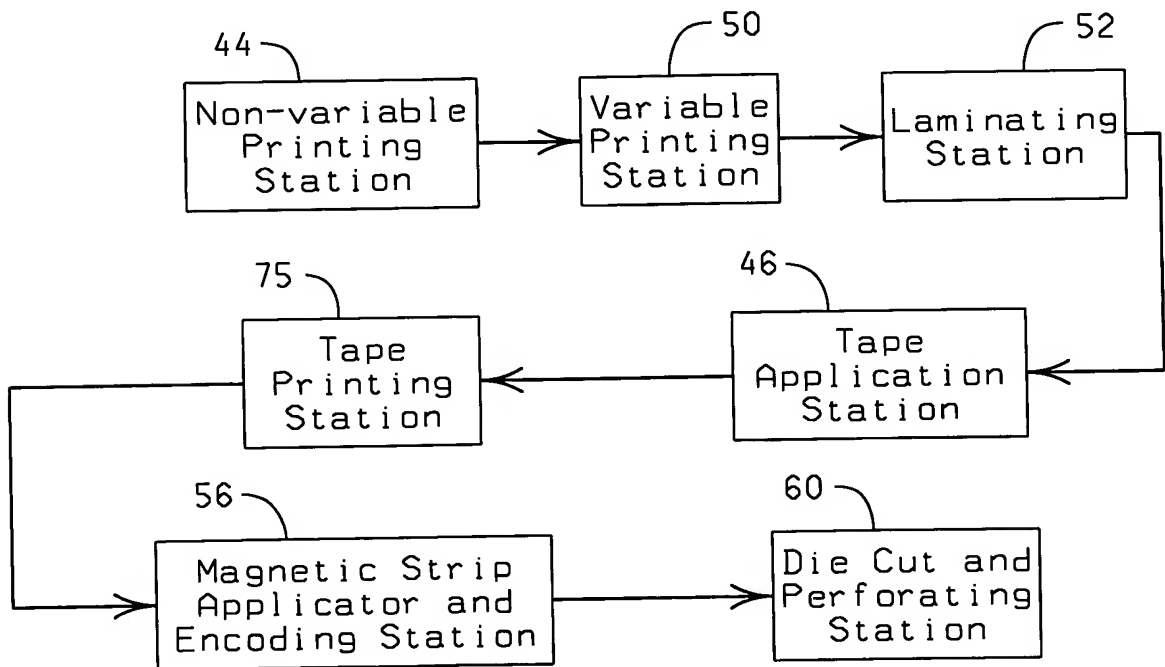 44
Non-variable
Printing
Station
50
Variable
Printing
Station
52
Laminating
Station
75
Tape
Printing
Station
46
Tape
Application
Station
56
Magnetic Strip
Applicator and
Encoding Station
60
Die Cut and
Perforating
Station